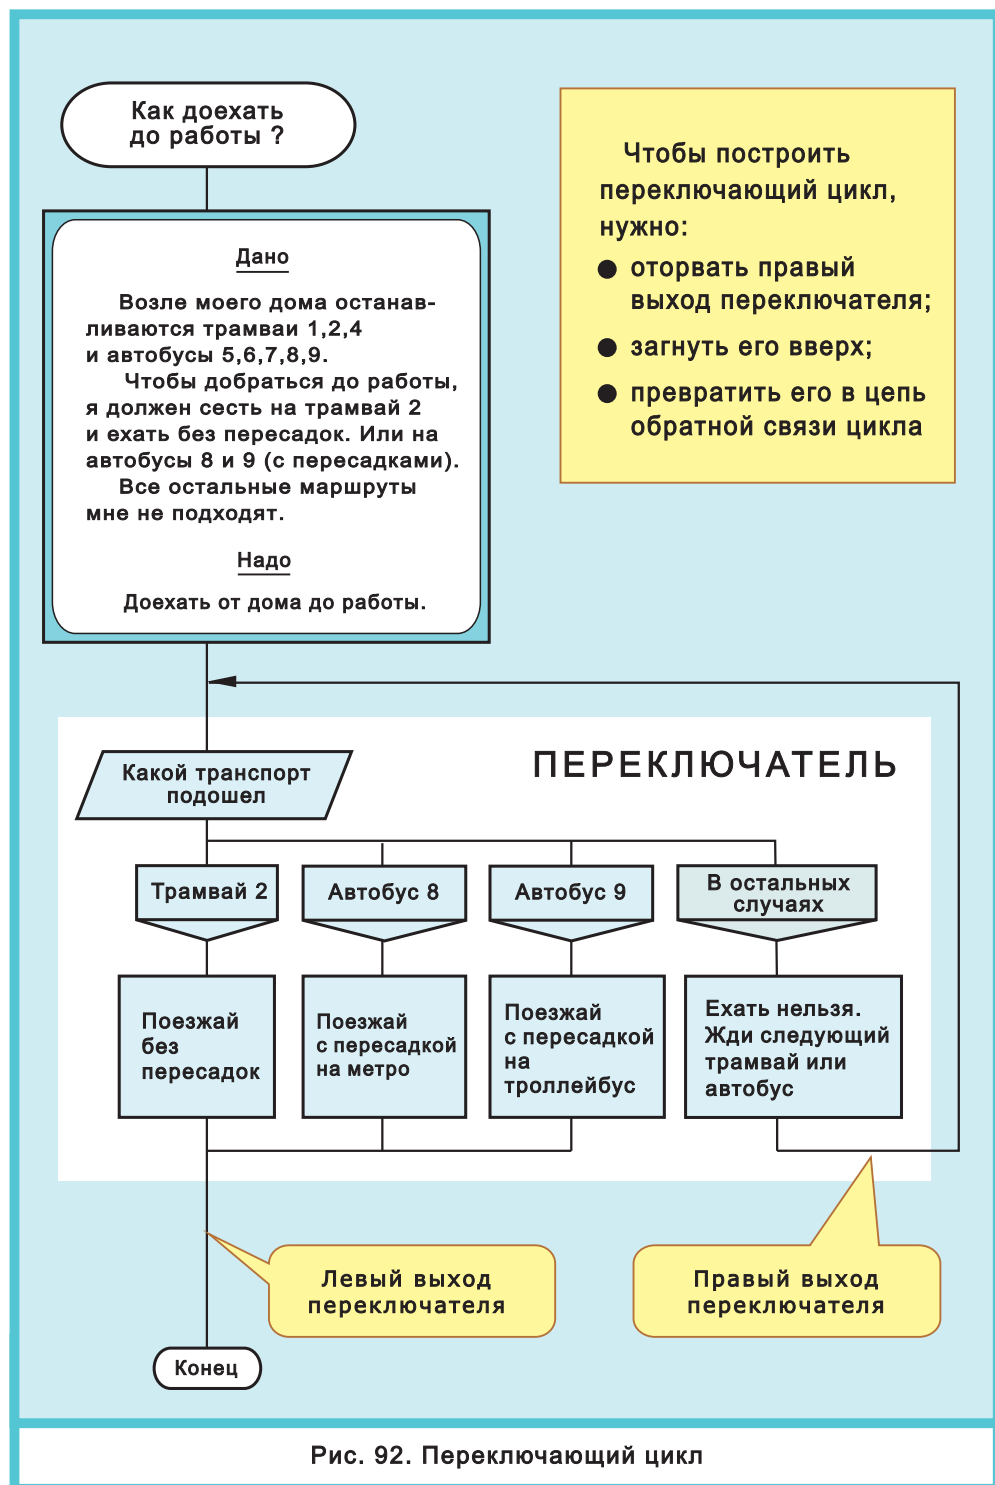 Как доехать
до работы ?
Дано
Возле моего дома останав-
ливаются трамваи 1,2,4
и автобусы 5,6,7,8,9.
Чтобы добраться до работы,
я должен сесть на трамвай 2
и ехать без пересадок. Или на
автобусы 8 и 9 (с пересадками).
Все остальные маршруты
мне не подходят.
Надо
Доехать от дома до работы.
Чтобы построить
переключающий цикл,
нужно:
● оторвать правый
выход переключателя;
● загнуть его вверх;
● превратить его в цепь
обратной связи цикла
ПЕРЕКЛЮЧАТЕЛЬ
Какой транспорт
подошел
Трамвай 2
Автобус 8
Автобус 9
В остальных
случаях
Поезжай
без
пересадок
Поезжай
с пересадкой
на метро
Поезжай
с пересадкой
на
троллейбус
Ехать нельзя.
Жди следующий
трамвай или
автобус
Левый выход
переключателя
Правый выход
переключателя
Конец
Рис. 92. Переключающий цикл